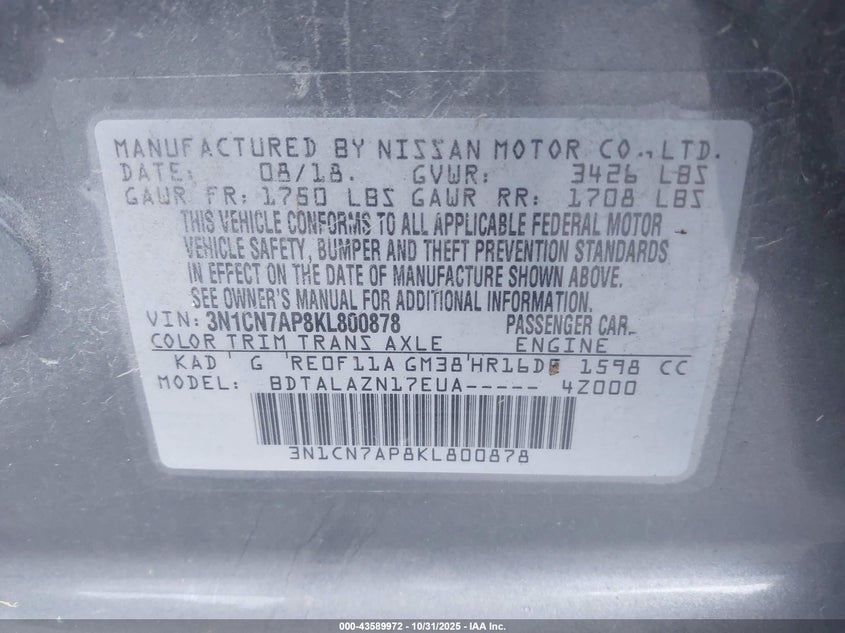 MANUFACTURED BY NISSAN MOTOR CO., LTD.
DATE: 08/18. GVWR: 3426 LBS
GAWR FR: 1760 LBS GAWR RR: 1708 LBS
THIS VEHICLE CONFORMS TO ALL APPLICABLE FEDERAL MOTOR
VEHICLE SAFETY, BUMPER AND THEFT PREVENTION STANDARDS
IN EFFECT ON THE DATE OF MANUFACTURE SHOWN ABOVE.
SEE OWNER'S MANUAL FOR ADDITIONAL INFORMATION.
VIN: 3N1CN7AP8KL800878 PASSENGER CAR
COLOR TRIM TRANS AXLE ENGINE
KAD G RE0F11A GM38 HR16DE 1598 CC
MODEL: BDTALAZN17EUA----- 4Z000
3N1CN7AP8KL800878
000-43589972 - 10/31/2025 - IAA Inc.